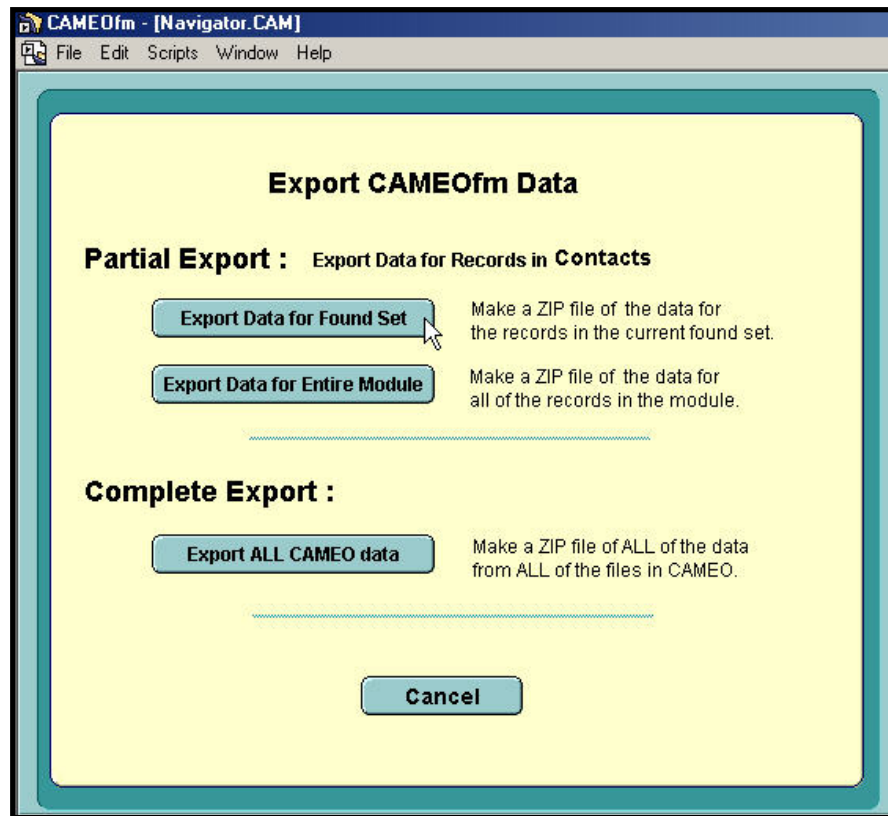 CAMEOfm - [Navigator.CAM]
File Edit Scripts Window Help
Export CAMEOfm Data
Partial Export : Export Data for Records in Contacts
Export Data for Found Set
Make a ZIP file of the data for
the records in the current found set.
Export Data for Entire Module
Make a ZIP file of the data for
all of the records in the module.
Complete Export :
Export ALL CAMEO data
Make a ZIP file of ALL of the data
from ALL of the files in CAMEO.
Cancel